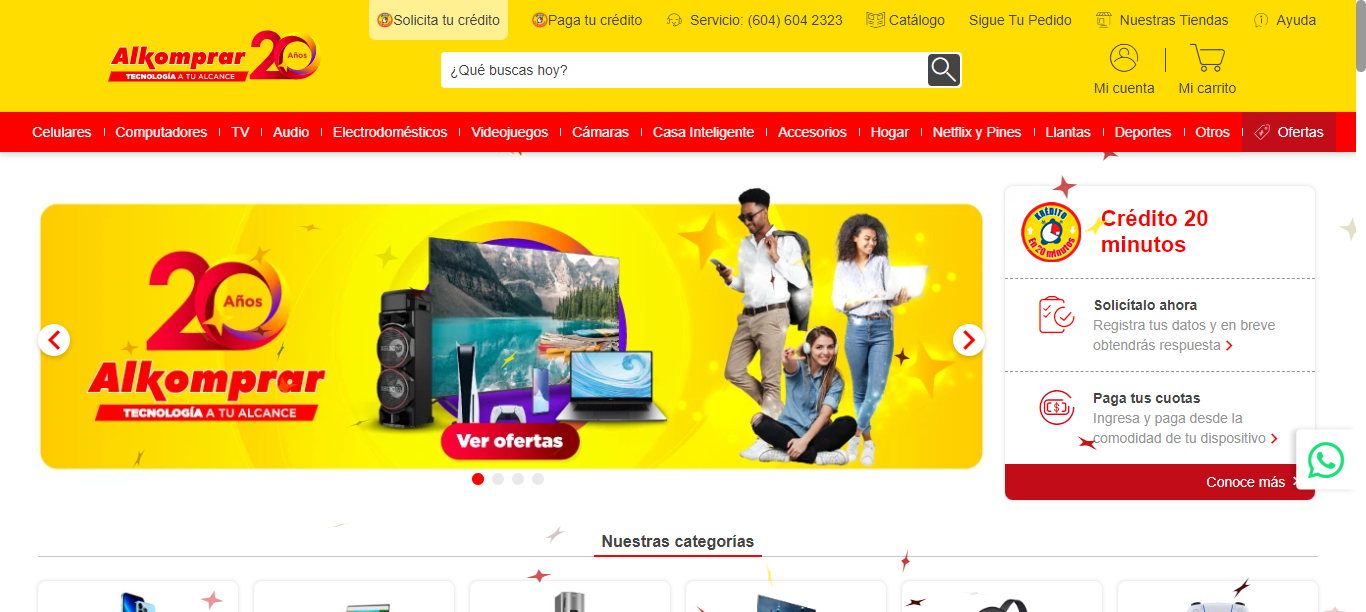 Solicita tu crédito
Paga tu crédito
Servicio: (604) 604 2323
Catálogo
Sigue Tu Pedido
Nuestras Tiendas
Ayuda
Alkomprar 20 Años
TECNOLOGÍA A TU ALCANCE
¿Qué buscas hoy?
Mi cuenta
Mi carrito
Celulares
Computadores
TV
Audio
Electrodomésticos
Videojuegos
Cámaras
Casa Inteligente
Accesorios
Hogar
Netflix y Pines
Llantas
Deportes
Otros
Ofertas
20 Años
Alkomprar
TECNOLOGÍA A TU ALCANCE
Ver ofertas
KRÉDITO
En 20 minutos
Crédito 20
minutos
Solicítalo ahora
Registra tus datos y en breve
obtendrás respuesta
Paga tus cuotas
Ingresa y paga desde la
comodidad de tu dispositivo
Conoce más
Nuestras categorías